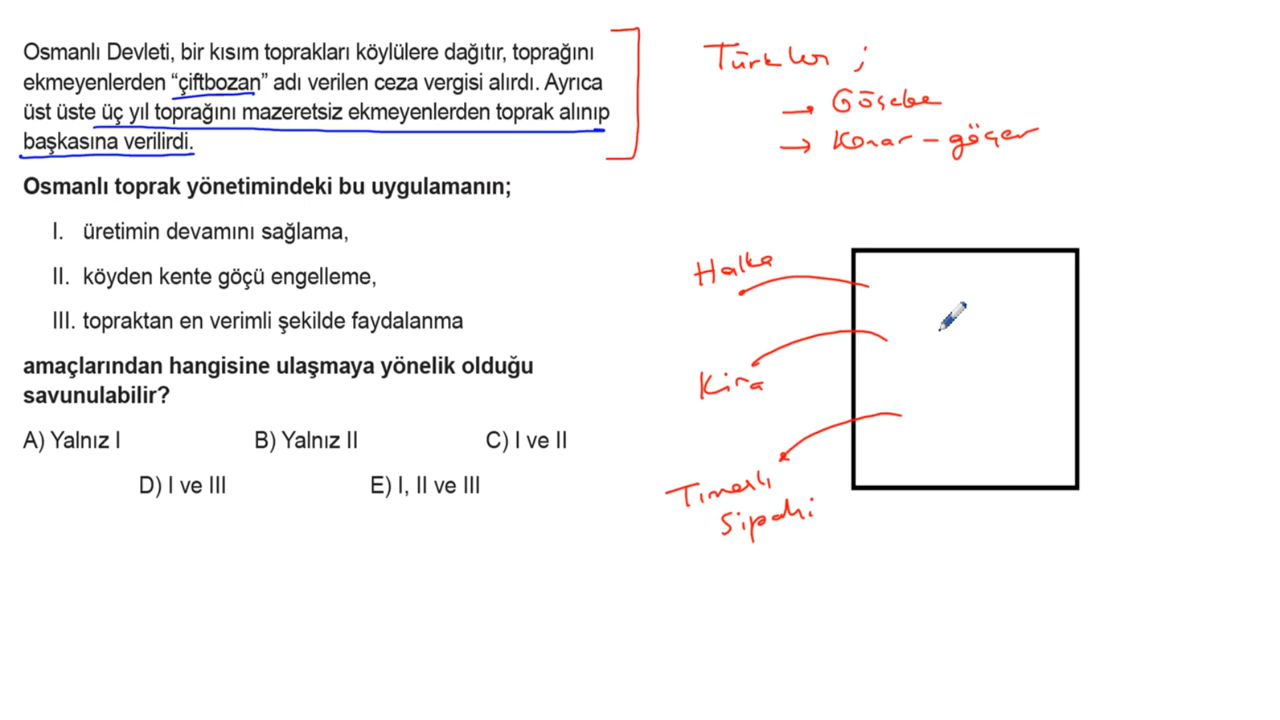 Osmanlı Devleti, bir kısım toprakları köylülere dağıtır, toprağını
ekmeyenlerden “çiftbozan” adı verilen ceza vergisi alırdı. Ayrıca
üst üste üç yıl toprağını mazeretsiz ekmeyenlerden toprak alınıp
başkasına verilirdi.
Osmanlı toprak yönetimindeki bu uygulamanın;
I. üretimin devamını sağlama,
II. köyden kente göçü engelleme,
III. topraktan en verimli şekilde faydalanma
amaçlarından hangisine ulaşmaya yönelik olduğu
savunulabilir?
A) Yalnız I B) Yalnız II C) I ve II
D) I ve III E) I, II ve III
Türkler ;
→ Göçebe
→ Konar - göçer
Halka
Kira
Tımarlı
Sipahi